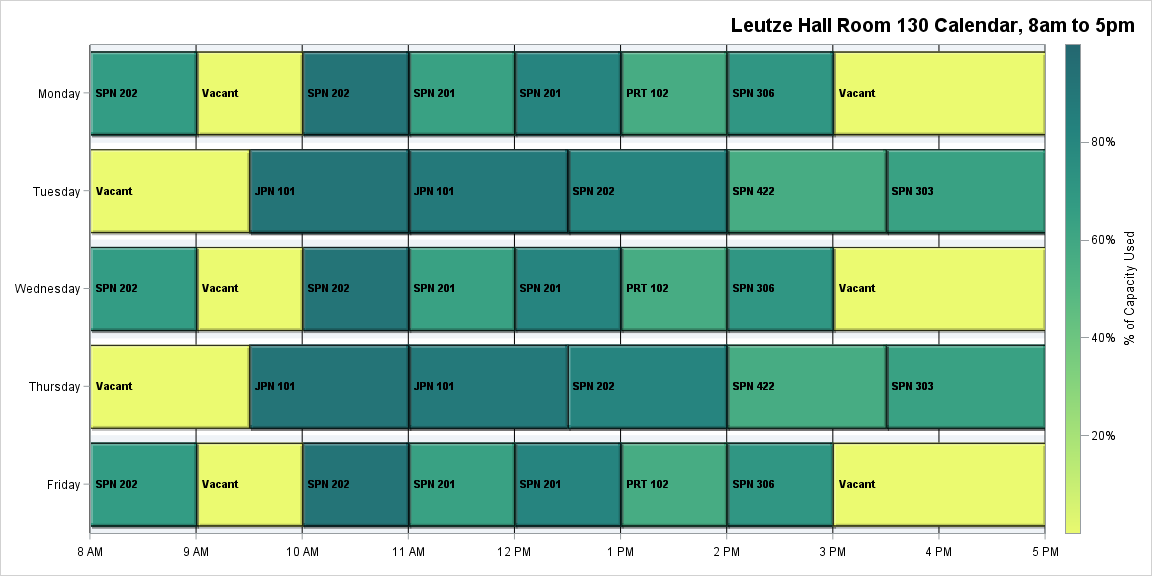 Leutze Hall Room 130 Calendar, 8am to 5pm
Monday
SPN 202
Vacant
SPN 202
SPN 201
SPN 201
PRT 102
SPN 306
Vacant
Tuesday
Vacant
JPN 101
JPN 101
SPN 202
SPN 422
SPN 303
Wednesday
SPN 202
Vacant
SPN 202
SPN 201
SPN 201
PRT 102
SPN 306
Vacant
Thursday
Vacant
JPN 101
JPN 101
SPN 202
SPN 422
SPN 303
Friday
SPN 202
Vacant
SPN 202
SPN 201
SPN 201
PRT 102
SPN 306
Vacant
8 AM
9 AM
10 AM
11 AM
12 PM
1 PM
2 PM
3 PM
4 PM
5 PM
80%
60%
40%
20%
% of Capacity Used